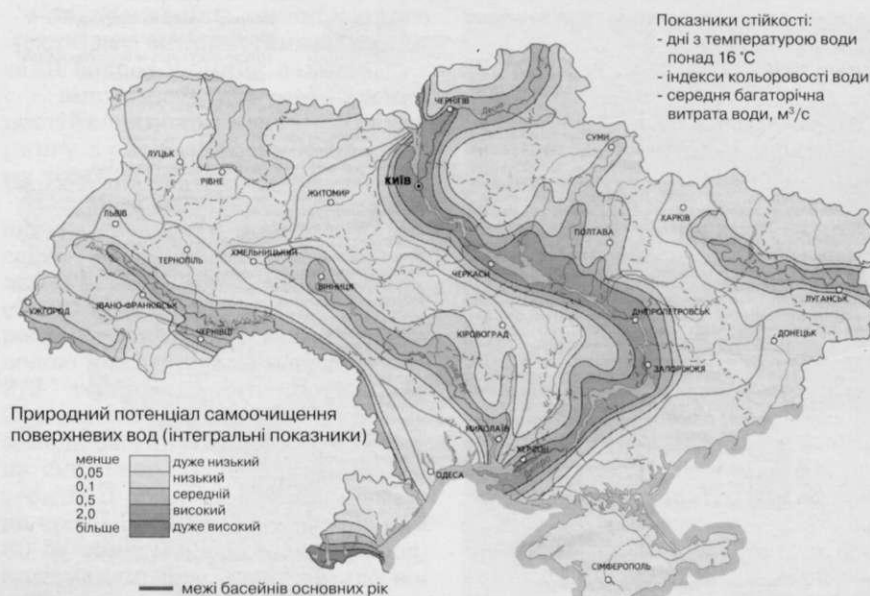 Показники стійкості:
- дні з температурою води
понад 16 °С
- індекси кольоровості води
- середня багаторічна
витрата води, м³/с
ЧЕРНІГІВ
Десна
СУМИ
ЛУЦЬК
РІВНЕ
КИЇВ
ЖИТОМИР
ХАРКІВ
ЛЬВІВ
ПОЛТАВА
ТЕРНОПІЛЬ
ХМЕЛЬНИЦЬКИЙ
ЧЕРКАСИ
ВІННИЦЯ
ЛУГАНСЬК
УЖГОРОД
ІВАНО-ФРАНКІВСЬК
ДНІПРОПЕТРОВСЬК
ЧЕРНІВЦІ
КІРОВОГРАД
ДОНЕЦЬК
ЗАПОРІЖЖЯ
МИКОЛАЇВ
ХЕРСОН
ОДЕСА
СІМФЕРОПОЛЬ
Природний потенціал самоочищення
поверхневих вод (інтегральні показники)
менше дуже низький
0,05 низький
0,1 середній
0,5 високий
2,0 дуже високий
більше
межі басейнів основних рік